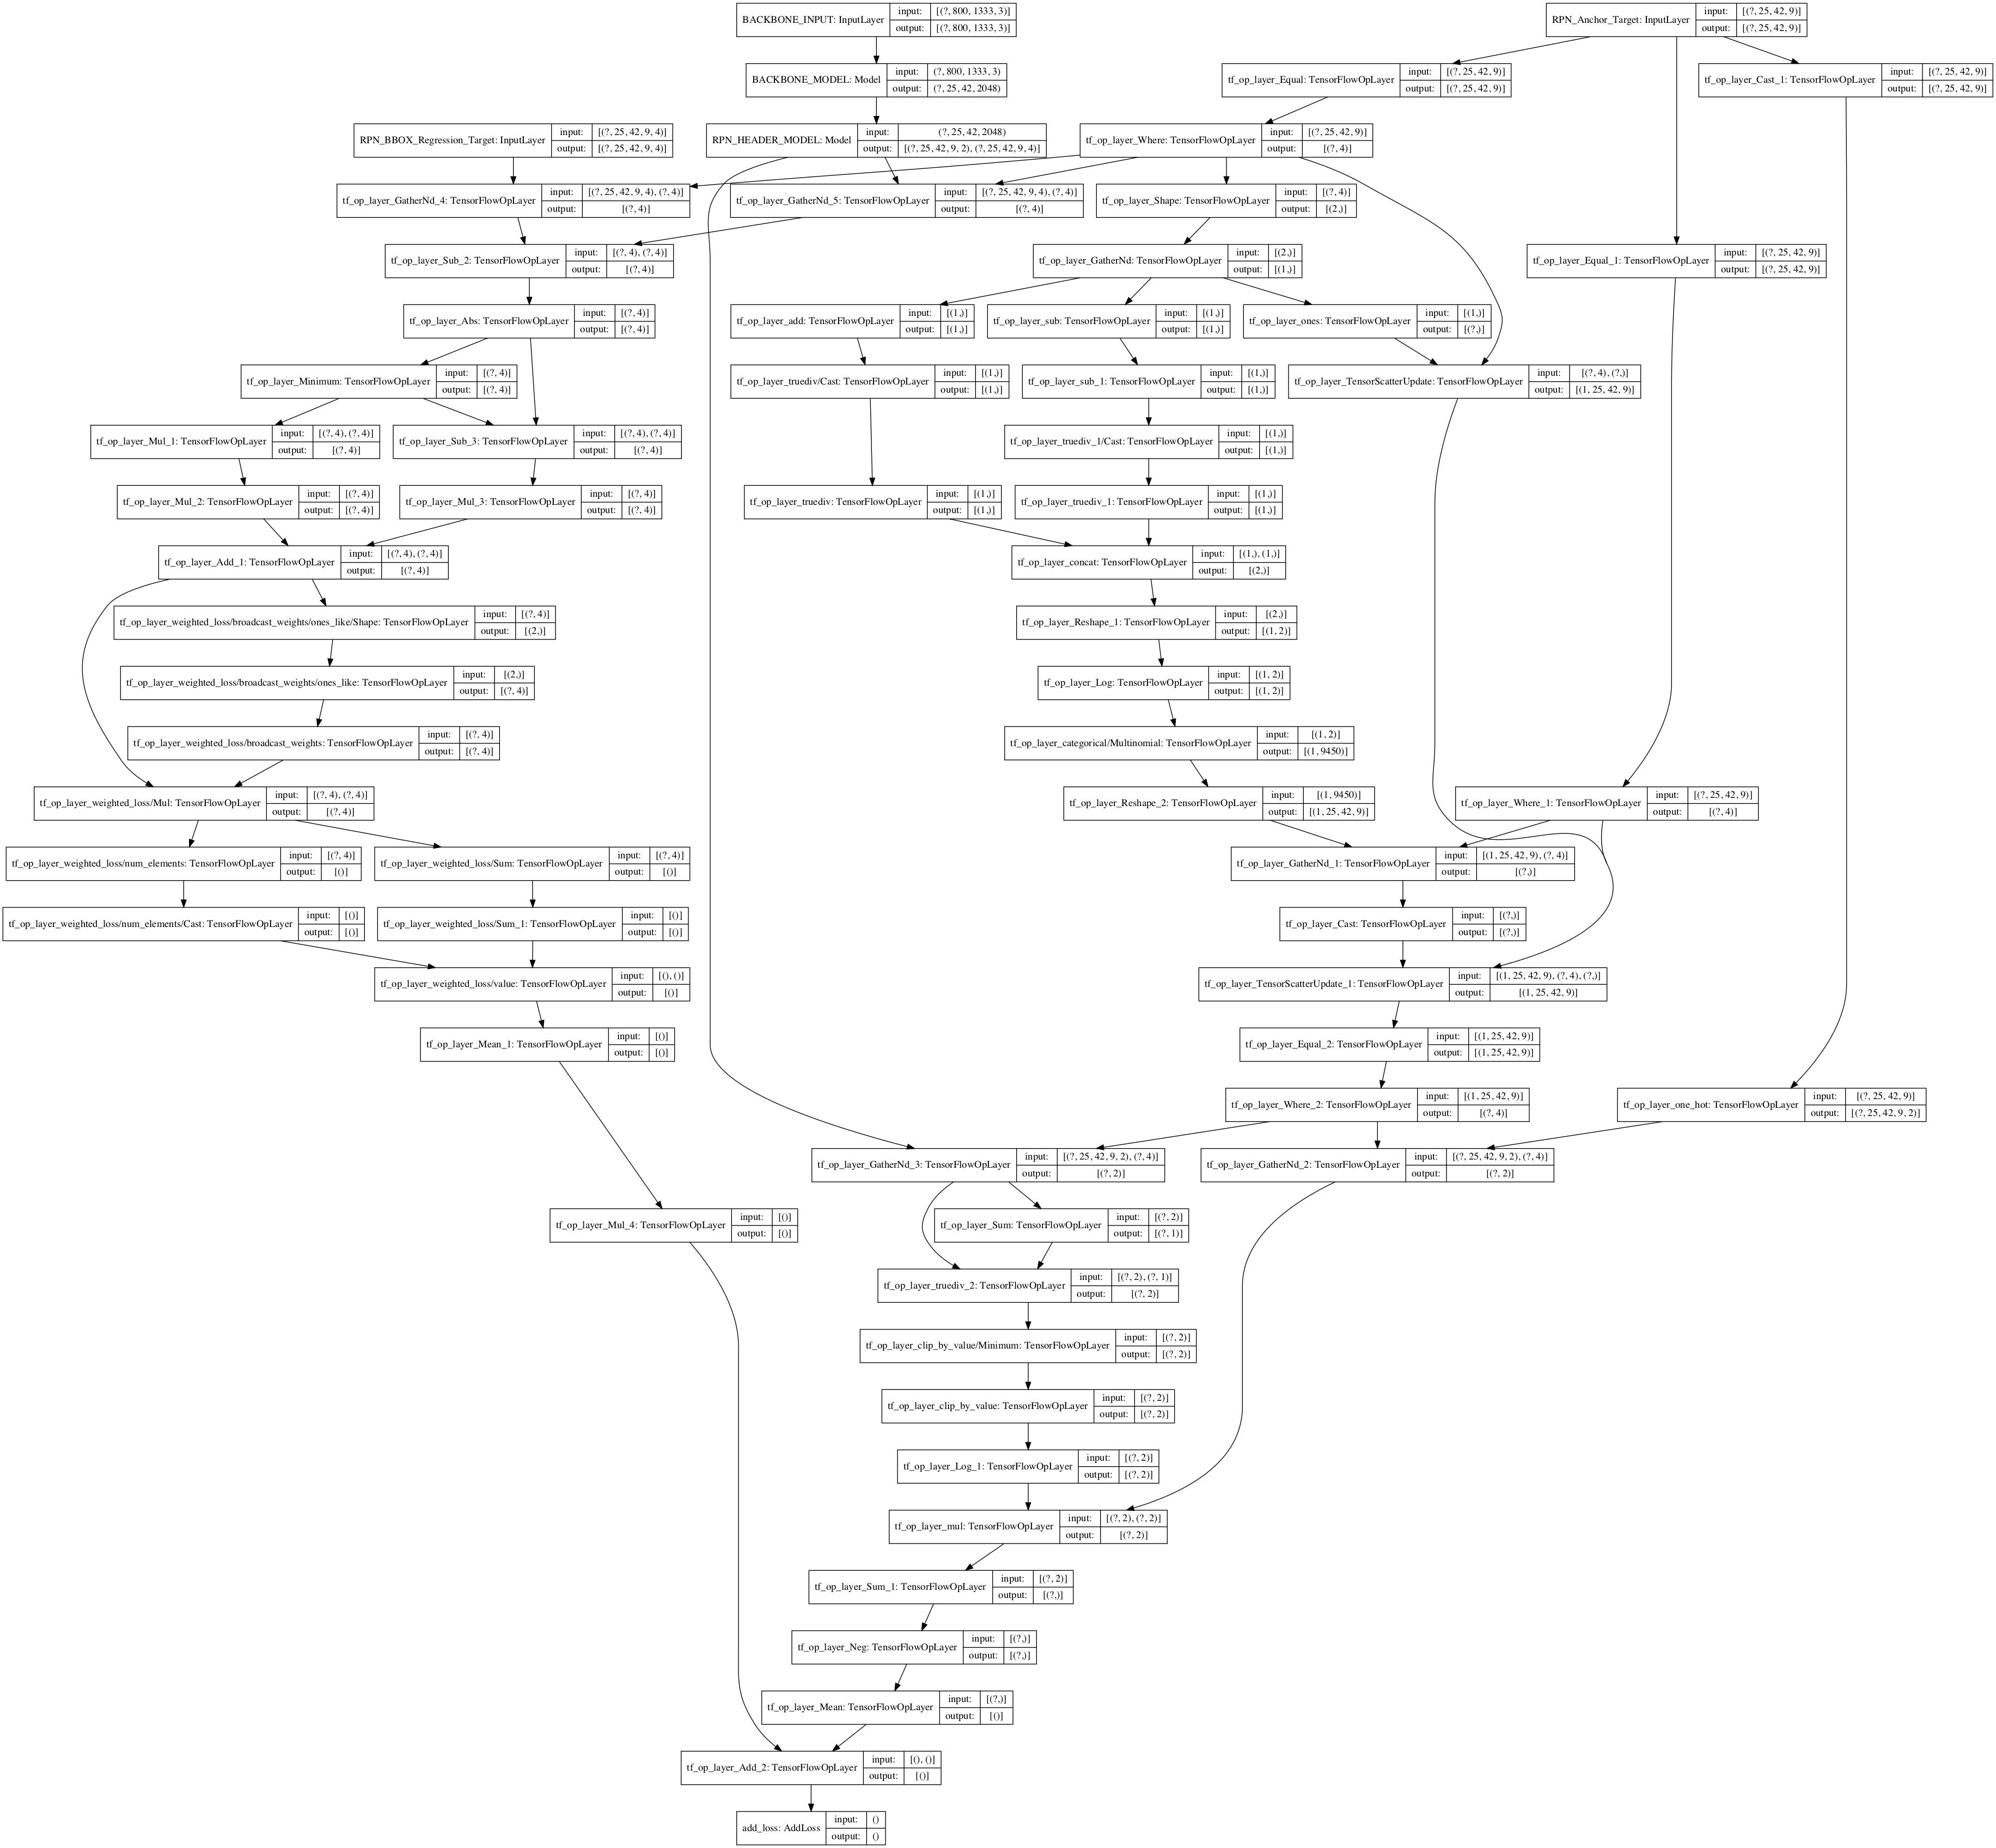 BACKBONE_INPUT: InputLayer
input: [(?, 800, 1333, 3)]
output: [(?, 800, 1333, 3)]
RPN_Anchor_Target: InputLayer
input: [(?, 25, 42, 9)]
output: [(?, 25, 42, 9)]
BACKBONE_MODEL: Model
input: (?, 800, 1333, 3)
output: (?, 25, 42, 2048)
tf_op_layer_Equal: TensorFlowOpLayer
input: [(?, 25, 42, 9)]
output: [(?, 25, 42, 9)]
tf_op_layer_Cast_1: TensorFlowOpLayer
input: [(?, 25, 42, 9)]
output: [(?, 25, 42, 9)]
RPN_BBOX_Regression_Target: InputLayer
input: [(?, 25, 42, 9, 4)]
output: [(?, 25, 42, 9, 4)]
RPN_HEADER_MODEL: Model
input: (?, 25, 42, 2048)
output: [(?, 25, 42, 9, 2), (?, 25, 42, 9, 4)]
tf_op_layer_Where: TensorFlowOpLayer
input: [(?, 25, 42, 9)]
output: [(?, 4)]
tf_op_layer_GatherNd_4: TensorFlowOpLayer
input: [(?, 25, 42, 9, 4), (?, 4)]
output: [(?, 4)]
tf_op_layer_GatherNd_5: TensorFlowOpLayer
input: [(?, 25, 42, 9, 4), (?, 4)]
output: [(?, 4)]
tf_op_layer_Shape: TensorFlowOpLayer
input: [(?, 4)]
output: [(2,)]
tf_op_layer_Sub_2: TensorFlowOpLayer
input: [(?, 4), (?, 4)]
output: [(?, 4)]
tf_op_layer_GatherNd: TensorFlowOpLayer
input: [(2,)]
output: [(1,)]
tf_op_layer_Equal_1: TensorFlowOpLayer
input: [(?, 25, 42, 9)]
output: [(?, 25, 42, 9)]
tf_op_layer_Abs: TensorFlowOpLayer
input: [(?, 4)]
output: [(?, 4)]
tf_op_layer_add: TensorFlowOpLayer
input: [(1,)]
output: [(1,)]
tf_op_layer_sub: TensorFlowOpLayer
input: [(1,)]
output: [(1,)]
tf_op_layer_ones: TensorFlowOpLayer
input: [(1,)]
output: [(?,)]
tf_op_layer_Minimum: TensorFlowOpLayer
input: [(?, 4)]
output: [(?, 4)]
tf_op_layer_truediv/Cast: TensorFlowOpLayer
input: [(1,)]
output: [(1,)]
tf_op_layer_sub_1: TensorFlowOpLayer
input: [(1,)]
output: [(1,)]
tf_op_layer_TensorScatterUpdate: TensorFlowOpLayer
input: [(?, 4), (?,)]
output: [(1, 25, 42, 9)]
tf_op_layer_Mul_1: TensorFlowOpLayer
input: [(?, 4), (?, 4)]
output: [(?, 4)]
tf_op_layer_Sub_3: TensorFlowOpLayer
input: [(?, 4), (?, 4)]
output: [(?, 4)]
tf_op_layer_truediv_1/Cast: TensorFlowOpLayer
input: [(1,)]
output: [(1,)]
tf_op_layer_Mul_2: TensorFlowOpLayer
input: [(?, 4)]
output: [(?, 4)]
tf_op_layer_Mul_3: TensorFlowOpLayer
input: [(?, 4)]
output: [(?, 4)]
tf_op_layer_truediv: TensorFlowOpLayer
input: [(1,)]
output: [(1,)]
tf_op_layer_truediv_1: TensorFlowOpLayer
input: [(1,)]
output: [(1,)]
tf_op_layer_Add_1: TensorFlowOpLayer
input: [(?, 4), (?, 4)]
output: [(?, 4)]
tf_op_layer_concat: TensorFlowOpLayer
input: [(1,), (1,)]
output: [(2,)]
tf_op_layer_weighted_loss/broadcast_weights/ones_like/Shape: TensorFlowOpLayer
input: [(?, 4)]
output: [(2,)]
tf_op_layer_Reshape_1: TensorFlowOpLayer
input: [(2,)]
output: [(1, 2)]
tf_op_layer_weighted_loss/broadcast_weights/ones_like: TensorFlowOpLayer
input: [(2,)]
output: [(?, 4)]
tf_op_layer_Log: TensorFlowOpLayer
input: [(1, 2)]
output: [(1, 2)]
tf_op_layer_weighted_loss/broadcast_weights: TensorFlowOpLayer
input: [(?, 4)]
output: [(?, 4)]
tf_op_layer_categorical/Multinomial: TensorFlowOpLayer
input: [(1, 2)]
output: [(1, 9450)]
tf_op_layer_weighted_loss/Mul: TensorFlowOpLayer
input: [(?, 4), (?, 4)]
output: [(?, 4)]
tf_op_layer_Reshape_2: TensorFlowOpLayer
input: [(1, 9450)]
output: [(1, 25, 42, 9)]
tf_op_layer_Where_1: TensorFlowOpLayer
input: [(?, 25, 42, 9)]
output: [(?, 4)]
tf_op_layer_weighted_loss/num_elements: TensorFlowOpLayer
input: [(?, 4)]
output: [()]
tf_op_layer_weighted_loss/Sum: TensorFlowOpLayer
input: [(?, 4)]
output: [()]
tf_op_layer_GatherNd_1: TensorFlowOpLayer
input: [(1, 25, 42, 9), (?, 4)]
output: [(?,)]
tf_op_layer_weighted_loss/num_elements/Cast: TensorFlowOpLayer
input: [()]
output: [()]
tf_op_layer_weighted_loss/Sum_1: TensorFlowOpLayer
input: [()]
output: [()]
tf_op_layer_Cast: TensorFlowOpLayer
input: [(?,)]
output: [(?,)]
tf_op_layer_weighted_loss/value: TensorFlowOpLayer
input: [(), ()]
output: [()]
tf_op_layer_TensorScatterUpdate_1: TensorFlowOpLayer
input: [(1, 25, 42, 9), (?, 4), (?,)]
output: [(1, 25, 42, 9)]
tf_op_layer_Mean_1: TensorFlowOpLayer
input: [()]
output: [()]
tf_op_layer_Equal_2: TensorFlowOpLayer
input: [(1, 25, 42, 9)]
output: [(1, 25, 42, 9)]
tf_op_layer_Where_2: TensorFlowOpLayer
input: [(1, 25, 42, 9)]
output: [(?, 4)]
tf_op_layer_one_hot: TensorFlowOpLayer
input: [(?, 25, 42, 9)]
output: [(?, 25, 42, 9, 2)]
tf_op_layer_GatherNd_3: TensorFlowOpLayer
input: [(?, 25, 42, 9, 2), (?, 4)]
output: [(?, 2)]
tf_op_layer_GatherNd_2: TensorFlowOpLayer
input: [(?, 25, 42, 9, 2), (?, 4)]
output: [(?, 2)]
tf_op_layer_Mul_4: TensorFlowOpLayer
input: [()]
output: [()]
tf_op_layer_Sum: TensorFlowOpLayer
input: [(?, 2)]
output: [(?, 1)]
tf_op_layer_truediv_2: TensorFlowOpLayer
input: [(?, 2), (?, 1)]
output: [(?, 2)]
tf_op_layer_clip_by_value/Minimum: TensorFlowOpLayer
input: [(?, 2)]
output: [(?, 2)]
tf_op_layer_clip_by_value: TensorFlowOpLayer
input: [(?, 2)]
output: [(?, 2)]
tf_op_layer_Log_1: TensorFlowOpLayer
input: [(?, 2)]
output: [(?, 2)]
tf_op_layer_mul: TensorFlowOpLayer
input: [(?, 2), (?, 2)]
output: [(?, 2)]
tf_op_layer_Sum_1: TensorFlowOpLayer
input: [(?, 2)]
output: [(?,)]
tf_op_layer_Neg: TensorFlowOpLayer
input: [(?,)]
output: [(?,)]
tf_op_layer_Mean: TensorFlowOpLayer
input: [(?,)]
output: [()]
tf_op_layer_Add_2: TensorFlowOpLayer
input: [(), ()]
output: [()]
add_loss: AddLoss
input: ()
output: ()